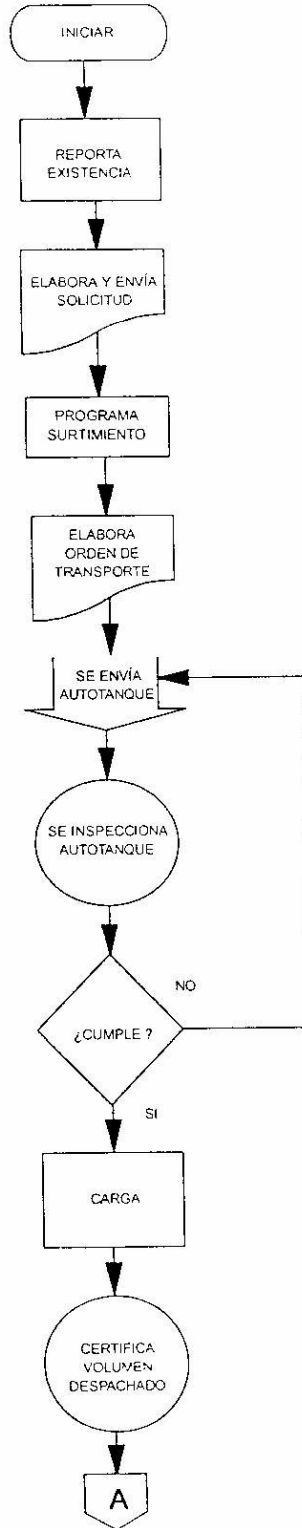 INICIAR
REPORTA
EXISTENCIA
ELABORA Y ENVÍA
SOLICITUD
PROGRAMA
SURTIMIENTO
ELABORA
ORDEN DE
TRANSPORTE
SE ENVÍA
AUTOTANQUE
SE INSPECCIONA
AUTOTANQUE
NO
¿CUMPLE ?
SI
CARGA
CERTIFICA
VOLUMEN
DESPACHADO
A